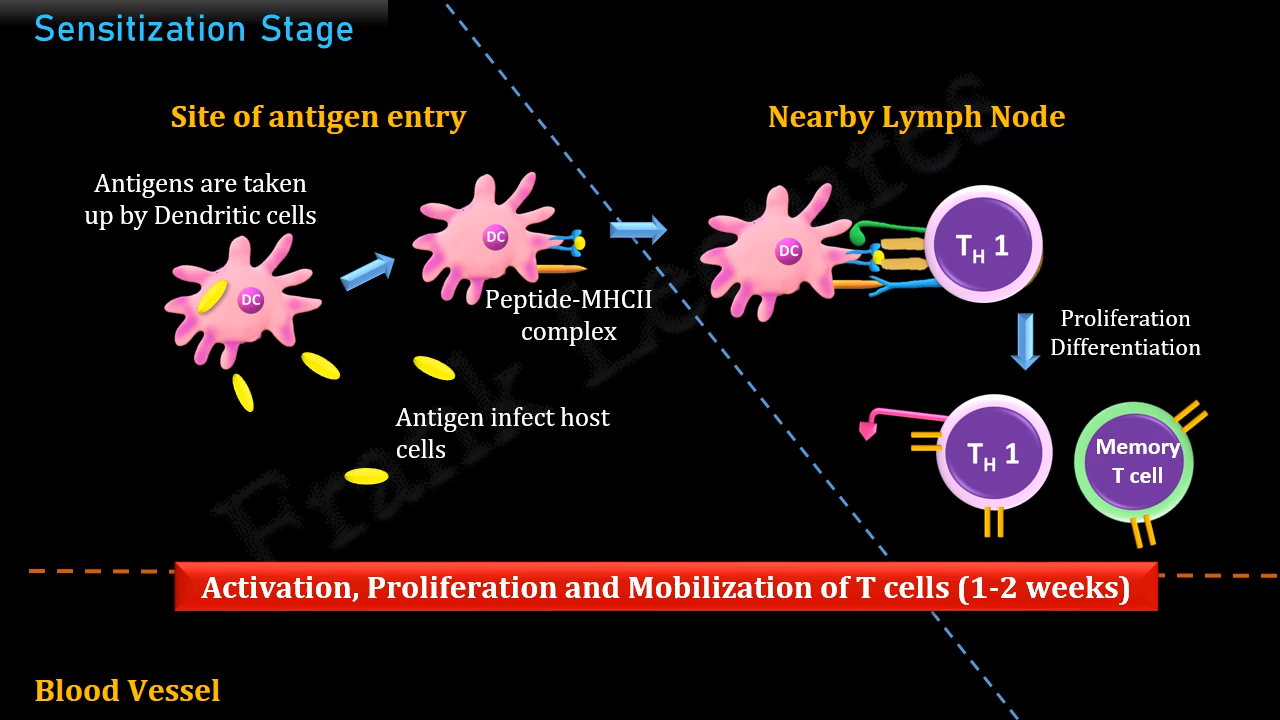 Sensitization Stage
Site of antigen entry
Nearby Lymph Node
Antigens are taken
up by Dendritic cells
DC
DC
Peptide-MHCII
complex
Antigen infect host
cells
DC
TH 1
Proliferation
Differentiation
TH 1
Memory
T cell
Activation, Proliferation and Mobilization of T cells (1-2 weeks)
Blood Vessel
Frank Lectures